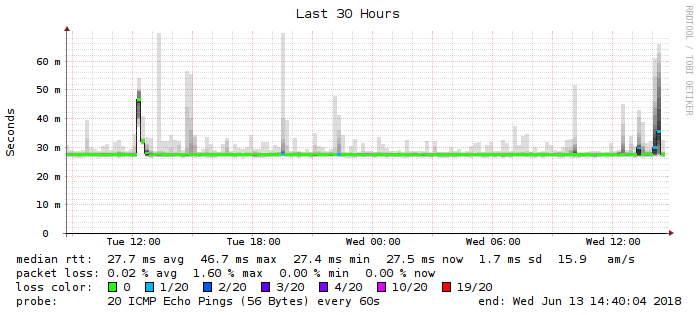 Last 30 Hours
RRDTOOL / TOBI OETIKER
Seconds
60 m
50 m
40 m
30 m
20 m
10 m
0
Tue 12:00 Tue 18:00 Wed 00:00 Wed 06:00 Wed 12:00
median rtt: 27.7 ms avg 46.7 ms max 27.4 ms min 27.5 ms now 1.7 ms sd 15.9 am/s
packet loss: 0.02 % avg 1.60 % max 0.00 % min 0.00 % now
loss color: 0 1/20 2/20 3/20 4/20 10/20 19/20
probe: 20 ICMP Echo Pings (56 Bytes) every 60s end: Wed Jun 13 14:40:04 2018